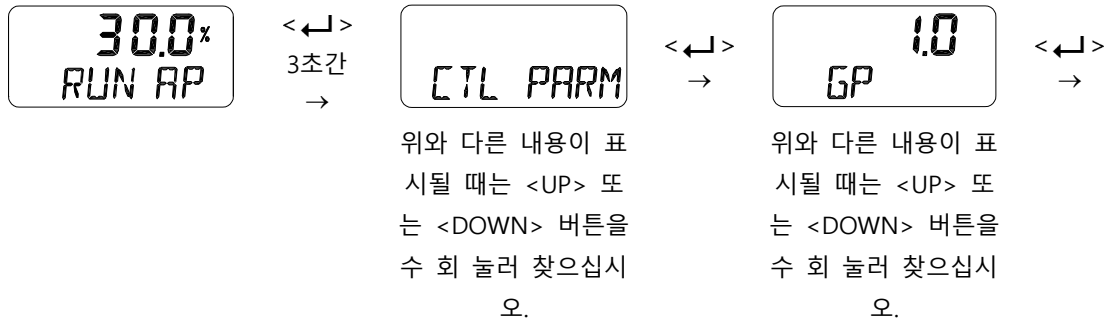 30.0%
RUN AP
<↵>
3초간
→
CTL PARM
<↵>
→
1.0
GP
<↵>
→
위와 다른 내용이 표
시될 때는 <UP> 또
는 <DOWN> 버튼을
수 회 눌러 찾으십시
오.
위와 다른 내용이 표
시될 때는 <UP> 또
는 <DOWN> 버튼을
수 회 눌러 찾으십시
오.